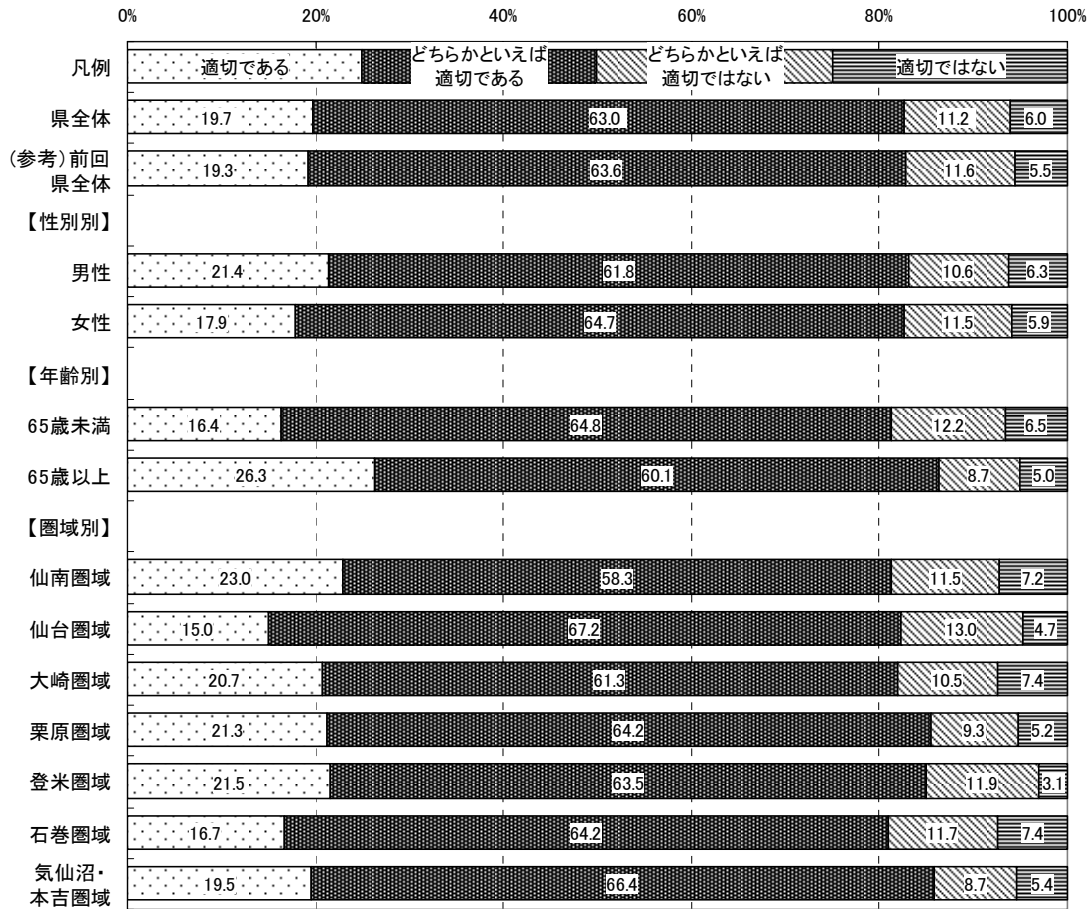 0% 20% 40% 60% 80% 100%
凡例 適切である どちらかといえば 適切である どちらかといえば 適切ではない 適切ではない
県全体 19.7 63.0 11.2 6.0
(参考)前回
県全体 19.3 63.6 11.6 5.5
【性別別】
男性 21.4 61.8 10.6 6.3
女性 17.9 64.7 11.5 5.9
【年齢別】
65歳未満 16.4 64.8 12.2 6.5
65歳以上 26.3 60.1 8.7 5.0
【圏域別】
仙南圏域 23.0 58.3 11.5 7.2
仙台圏域 15.0 67.2 13.0 4.7
大崎圏域 20.7 61.3 10.5 7.4
栗原圏域 21.3 64.2 9.3 5.2
登米圏域 21.5 63.5 11.9 3.1
石巻圏域 16.7 64.2 11.7 7.4
気仙沼・
本吉圏域 19.5 66.4 8.7 5.4